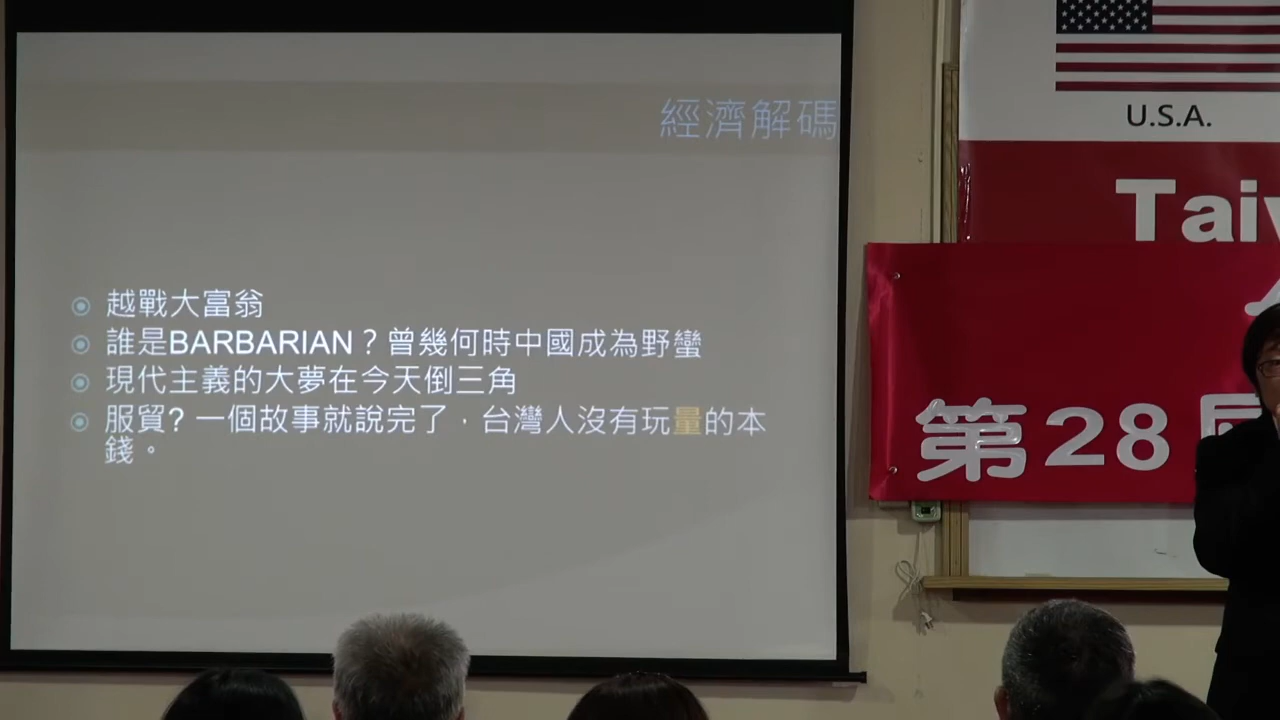 經濟解碼
越戰大富翁
誰是BARBARIAN？曾幾何時中國成為野蠻
現代主義的大夢在今天倒三角
服貿? 一個故事就說完了，台灣人沒有玩量的本
錢。
U.S.A.
Tai
第28屆